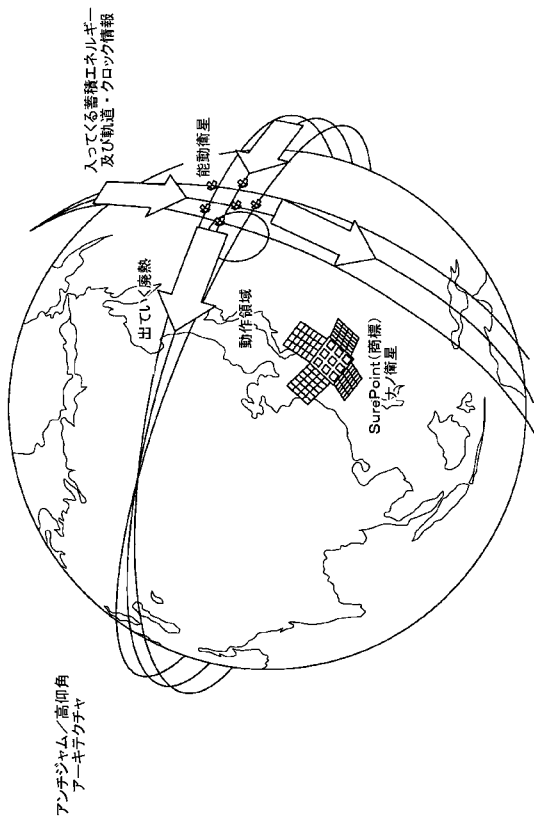 アンチジャム/高仰角
アーキテクチャ
入ってくる蓄積エネルギー
及び軌道・クロック情報
能動衛星
出ていく廃熱
動作領域
SurePoint(商標)
ナノ衛星